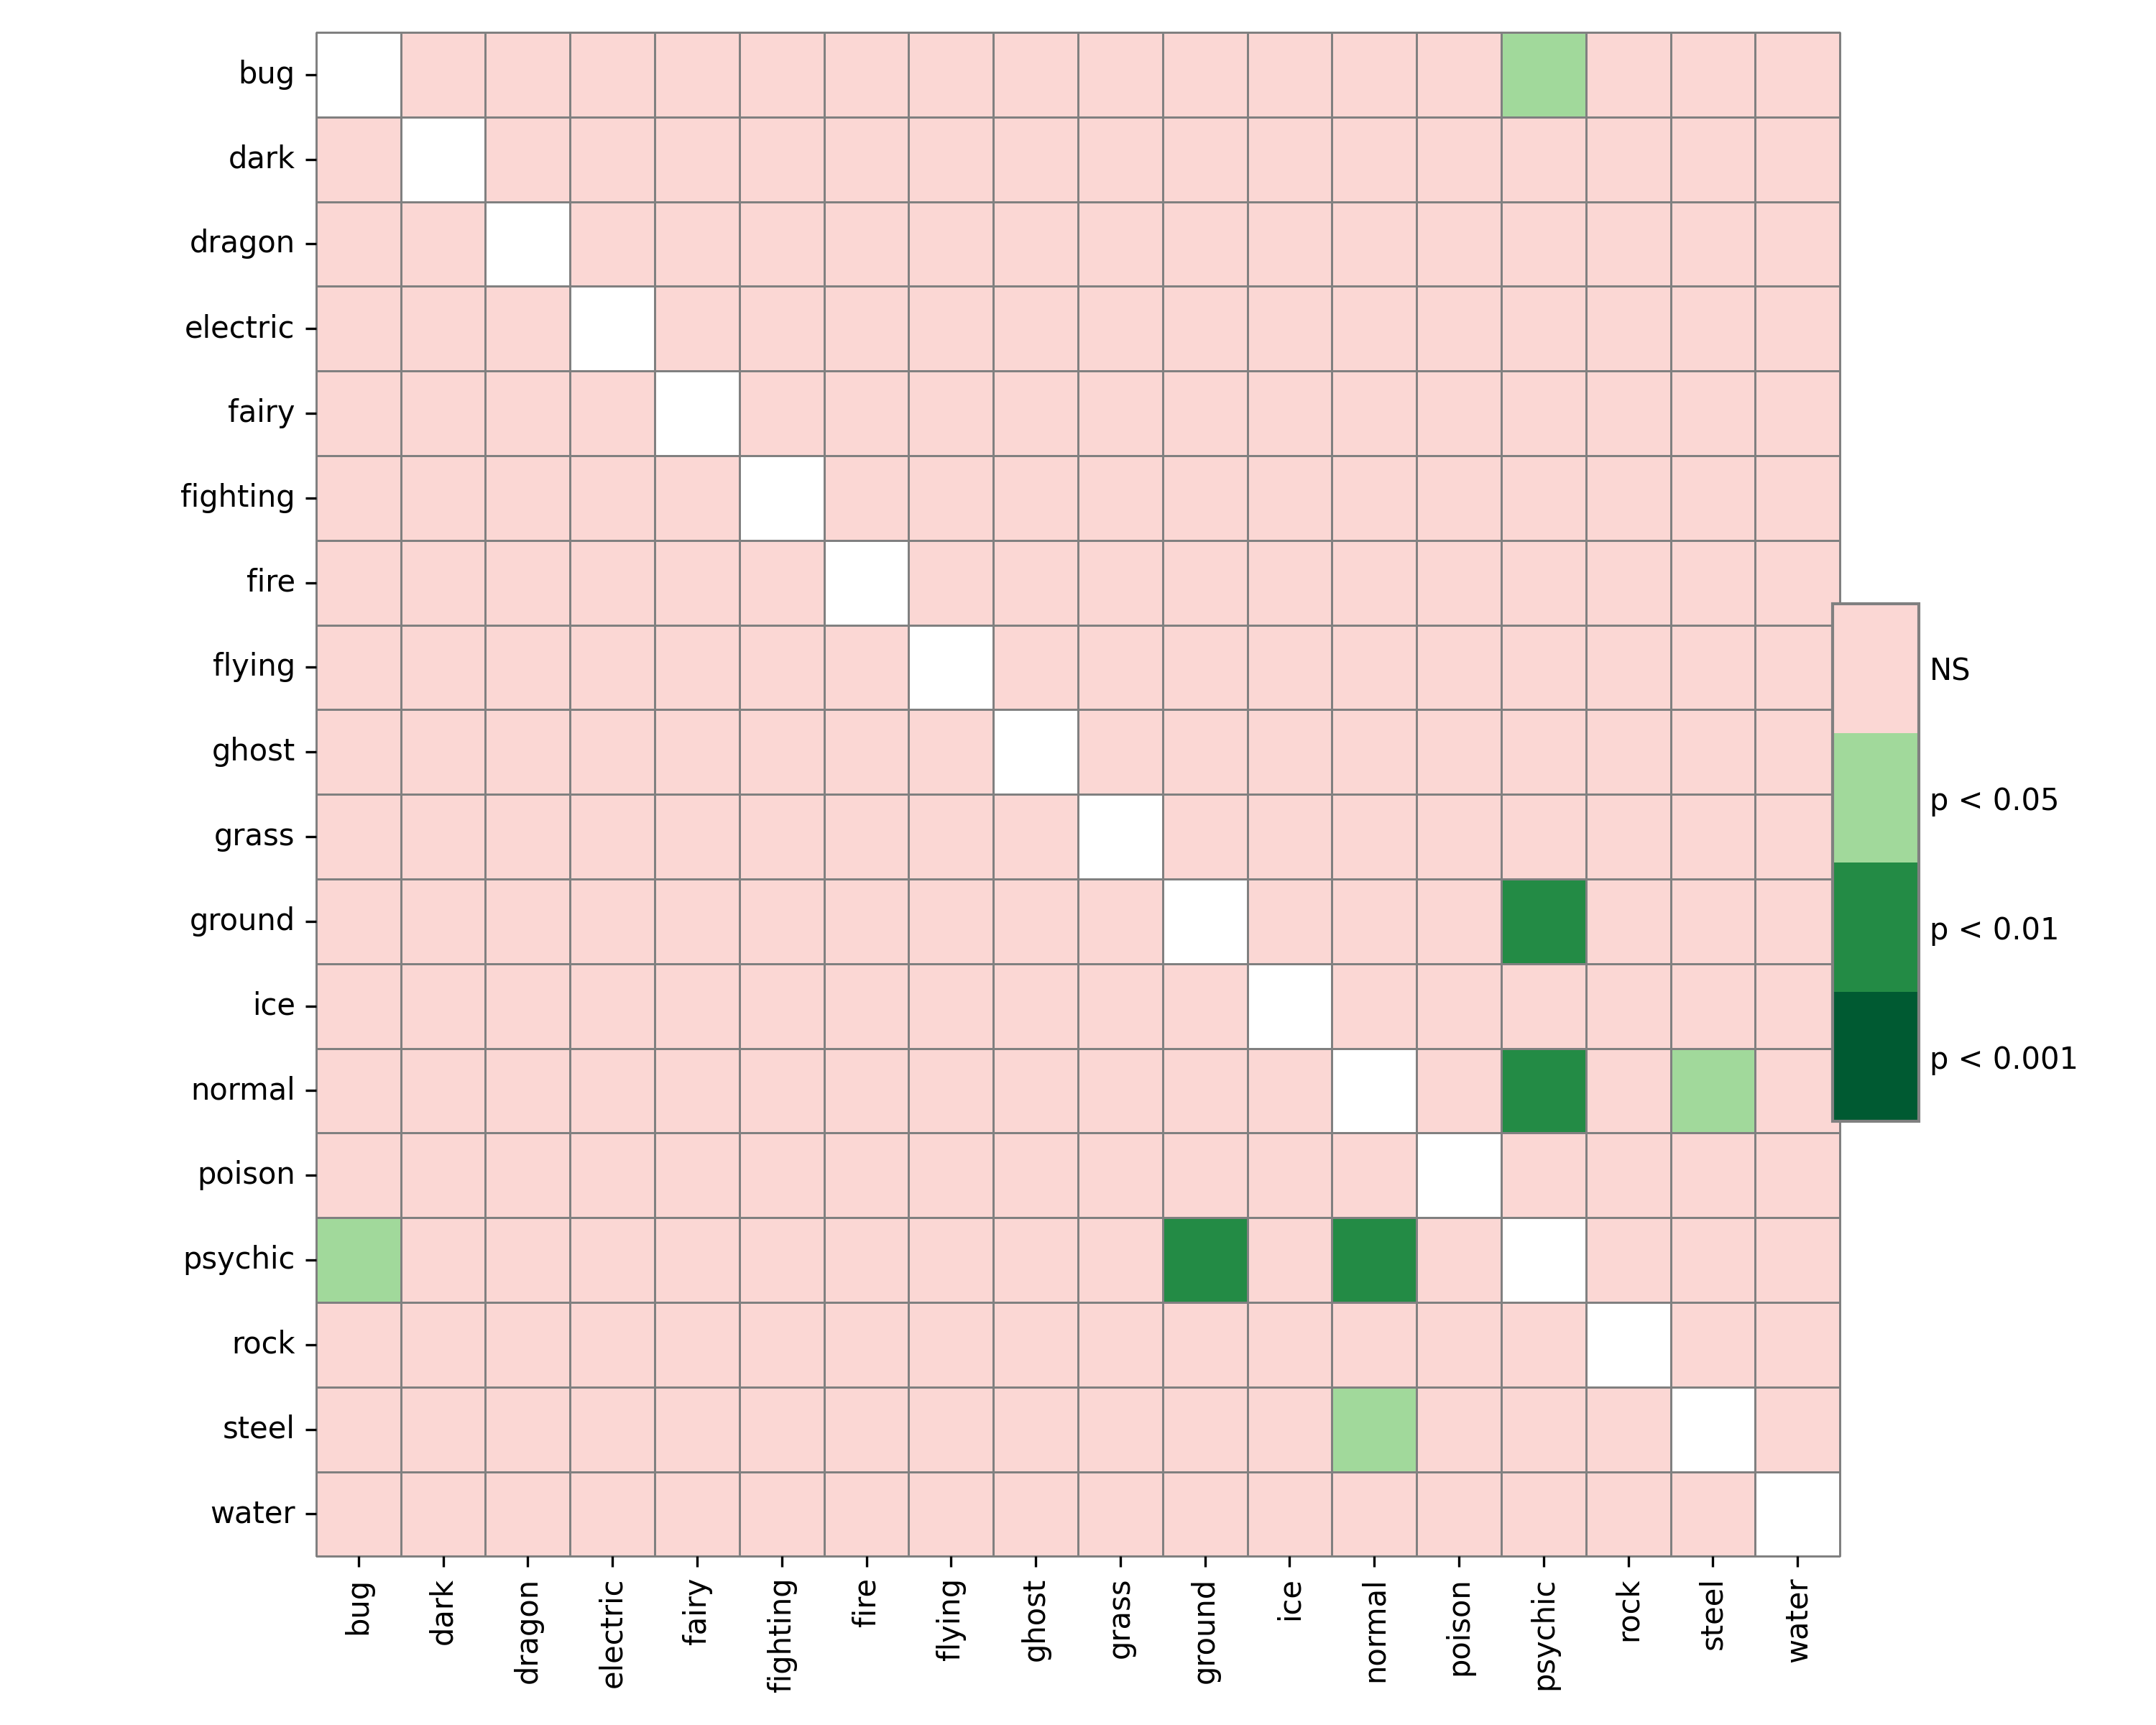 bug
dark
dragon
electric
fairy
fighting
fire
flying
ghost
grass
ground
ice
normal
poison
psychic
rock
steel
water
NS
p < 0.05
p < 0.01
p < 0.001
bug
dark
dragon
electric
fairy
fighting
fire
flying
ghost
grass
ground
ice
normal
poison
psychic
rock
steel
water